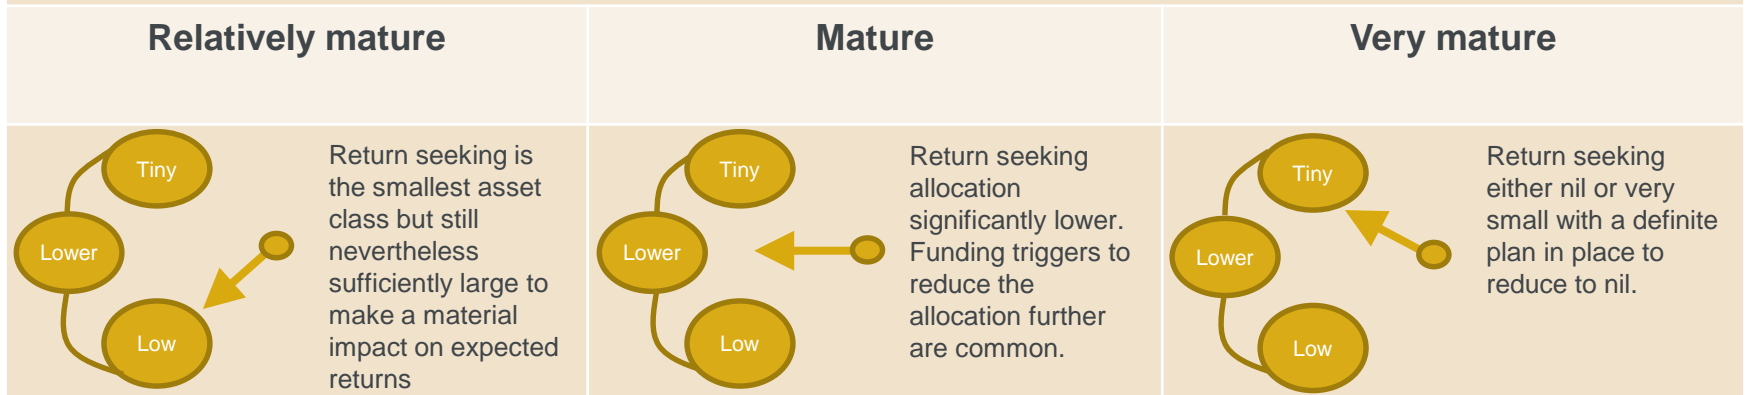 Relatively mature
Mature
Very mature
Tiny
Lower
Low
Return seeking is
the smallest asset
class but still
nevertheless
sufficiently large to
make a material
impact on expected
returns
Tiny
Lower
Low
Return seeking
allocation
significantly lower.
Funding triggers to
reduce the
allocation further
are common.
Tiny
Lower
Low
Return seeking
either nil or very
small with a definite
plan in place to
reduce to nil.